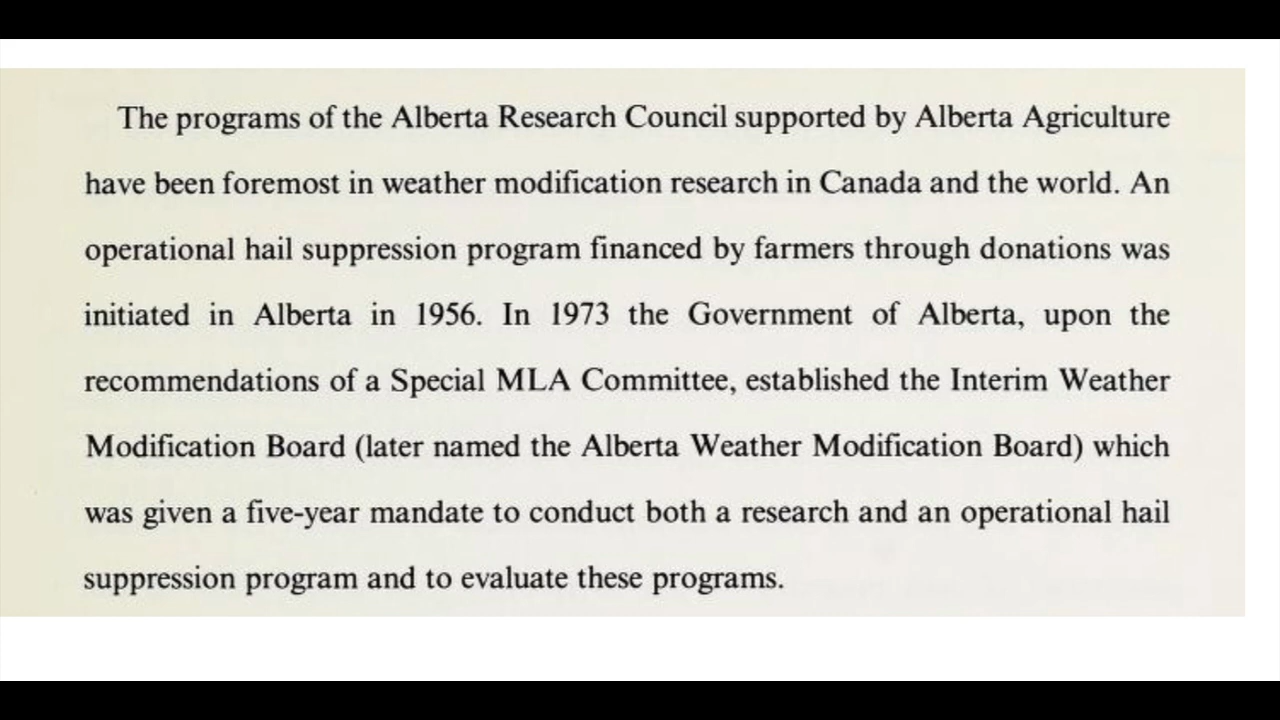 The programs of the Alberta Research Council supported by Alberta Agriculture
have been foremost in weather modification research in Canada and the world. An
operational hail suppression program financed by farmers through donations was
initiated in Alberta in 1956. In 1973 the Government of Alberta, upon the
recommendations of a Special MLA Committee, established the Interim Weather
Modification Board (later named the Alberta Weather Modification Board) which
was given a five-year mandate to conduct both a research and an operational hail
suppression program and to evaluate these programs.